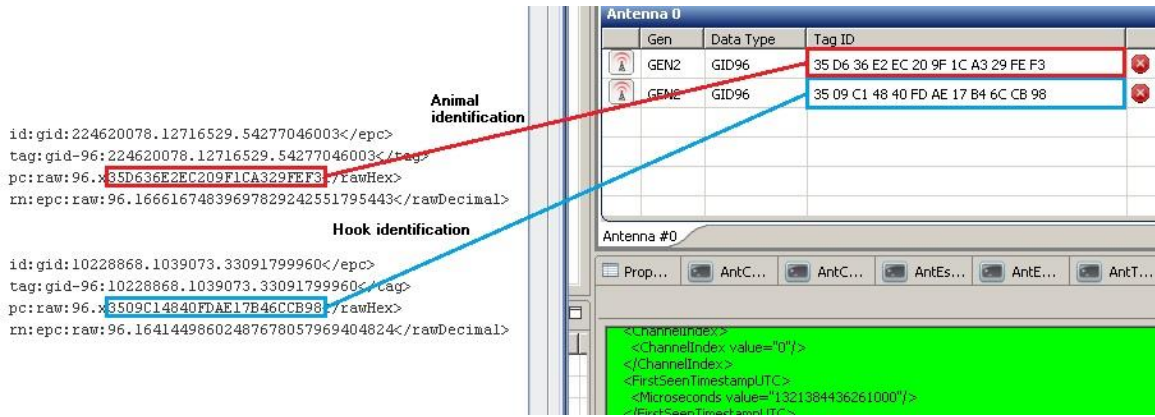 Antenna 0
Gen Data Type Tag ID
GEN2 GID96 35 D6 36 E2 EC 20 9F 1C A3 29 FE F3
GEN2 GID96 35 09 C1 48 40 FD AE 17 B4 6C CB 98
Animal
identification
id:gid:224620078.12716529.54277046003</epc>
tag:gid-96:224620078.12716529.54277046003</tag>
pc:raw:96.x35D636E2EC209F1CA329FEF3</rawHex>
rn:epc:raw:96.16661674839697829242551795443</rawDecimal>
Hook identification
id:gid:10228868.1039073.33091799960</epc>
tag:gid-96:10228868.1039073.33091799960</tag>
pc:raw:96.x3509C14840FDAE17B46CCB98</rawHex>
rn:epc:raw:96.16414498602487678057969404824</rawDecimal>
Antenna #0
Prop... AntC... AntC... AntEs... AntE... AntT...
<ChannelIndex>
<ChannelIndex value="0"/>
</ChannelIndex>
<FirstSeenTimestampUTC>
<Microseconds value="1321384436261000"/>
</FirstSeenTimestampUTC>